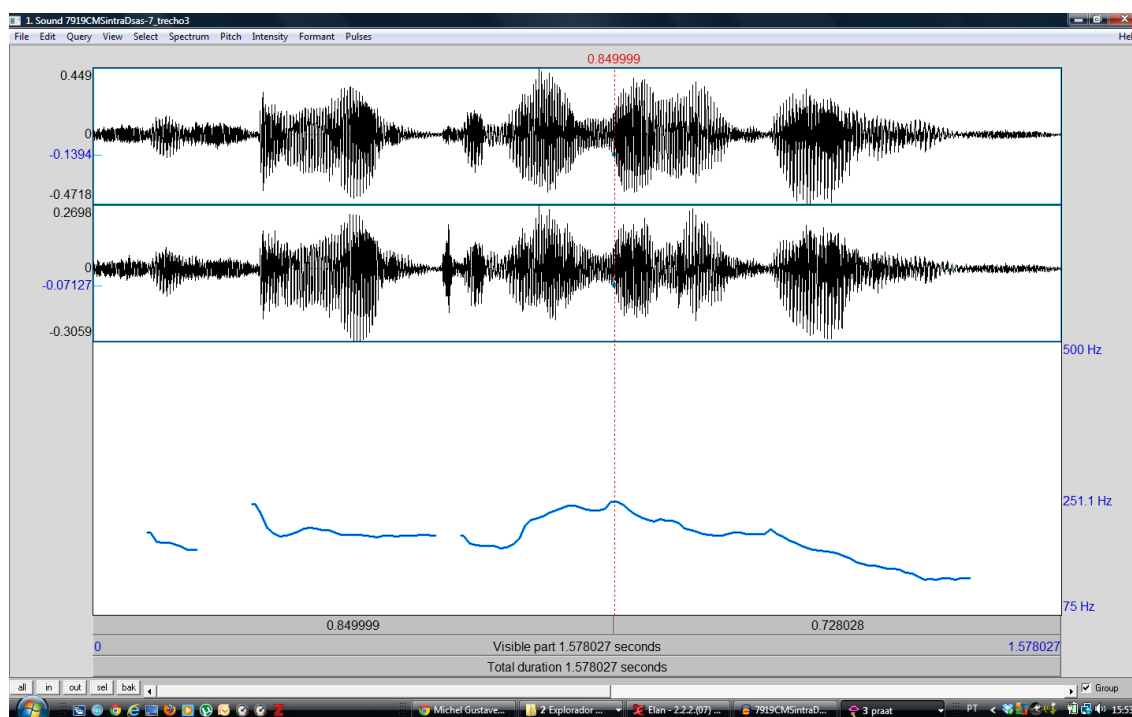 1. Sound 7919CMSintraDsas-7_trecho3
File Edit Query View Select Spectrum Pitch Intensity Formant Pulses Hel
0.849999
0.449
0
-0.1394
-0.4718
0.2698
0
-0.07127
-0.3059
500 Hz
251.1 Hz
75 Hz
0.849999 0.728028
0 Visible part 1.578027 seconds 1.578027
Total duration 1.578027 seconds
all in out sel bak Group
Michel Gustave... 2 Explorador ... Elan - 2.2.2.(07) ... 7919CMSintraD... 3 praat PT 15:53